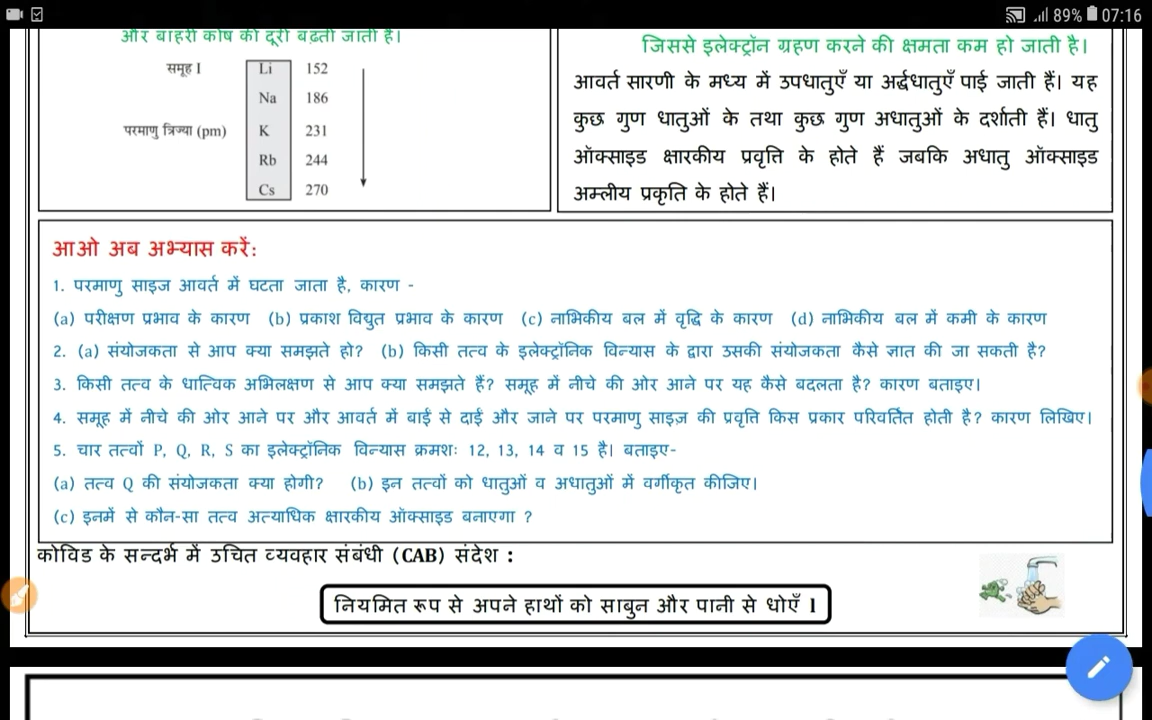 89% 07:16
और बाहरी कोष की दूरी बढ़ती जाती है।
समूह I Li 152
Na 186
परमाणु त्रिज्या (pm) K 231
Rb 244
Cs 270
जिससे इलेक्ट्रॉन ग्रहण करने की क्षमता कम हो जाती है।
आवर्त सारणी के मध्य में उपधातुएँ या अर्द्धधातुएँ पाई जाती हैं। यह
कुछ गुण धातुओं के तथा कुछ गुण अधातुओं के दर्शाती हैं। धातु
ऑक्साइड क्षारकीय प्रवृत्ति के होते हैं जबकि अधातु ऑक्साइड
अम्लीय प्रकृति के होते हैं।
आओ अब अभ्यास करें:
1. परमाणु साइज आवर्त में घटता जाता है, कारण -
(a) परीक्षण प्रभाव के कारण (b) प्रकाश विद्युत प्रभाव के कारण (c) नाभिकीय बल में वृद्धि के कारण (d) नाभिकीय बल में कमी के कारण
2. (a) संयोजकता से आप क्या समझते हो? (b) किसी तत्व के इलेक्ट्रॉनिक विन्यास के द्वारा उसकी संयोजकता कैसे ज्ञात की जा सकती है?
3. किसी तत्व के धात्विक अभिलक्षण से आप क्या समझते हैं? समूह में नीचे की ओर आने पर यह कैसे बदलता है? कारण बताइए।
4. समूह में नीचे की ओर आने पर और आवर्त में बाईं से दाईं और जाने पर परमाणु साइज़ की प्रवृत्ति किस प्रकार परिवर्तित होती है? कारण लिखिए।
5. चार तत्वों P, Q, R, S का इलेक्ट्रॉनिक विन्यास क्रमशः 12, 13, 14 व 15 है। बताइए-
(a) तत्व Q की संयोजकता क्या होगी? (b) इन तत्वों को धातुओं व अधातुओं में वर्गीकृत कीजिए।
(c) इनमें से कौन-सा तत्व अत्याधिक क्षारकीय ऑक्साइड बनाएगा ?
कोविड के सन्दर्भ में उचित व्यवहार संबंधी (CAB) संदेश :
नियमित रूप से अपने हाथों को साबुन और पानी से धोएँ l